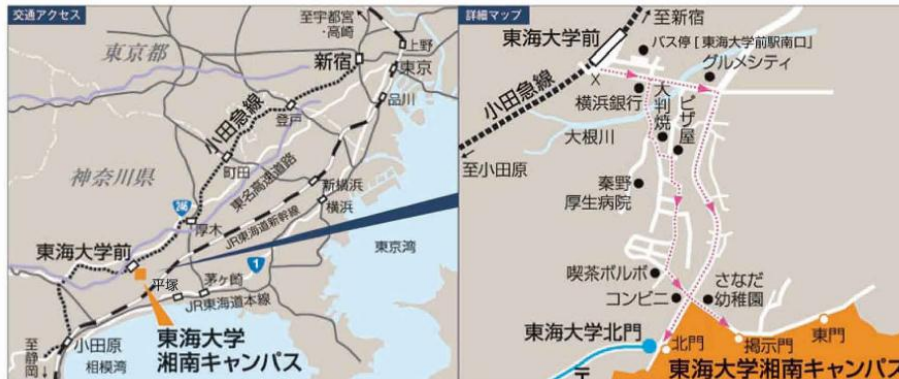 交通アクセス
至宇都宮
・高崎
上野
東京都
新宿
東京
品川
小田急線
登戸
神奈川県
町田
東名高速道路
新横浜
横浜
246
厚木
JR東海道新幹線
東海大学前
東京湾
平塚
茅ヶ崎
1
JR東海道本線
至静岡
小田原
相模湾
東海大学
湘南キャンパス
詳細マップ
至新宿
東海大学前
バス停[東海大学前駅南口]
グルメシティ
X
小田急線
横浜銀行
大判焼
ピザ屋
大根川
至小田原
秦野
厚生病院
喫茶ボルボ
コンビニ
さなだ
幼稚園
東海大学北門
北門
掲示門
東門
東海大学湘南キャンパス
〒